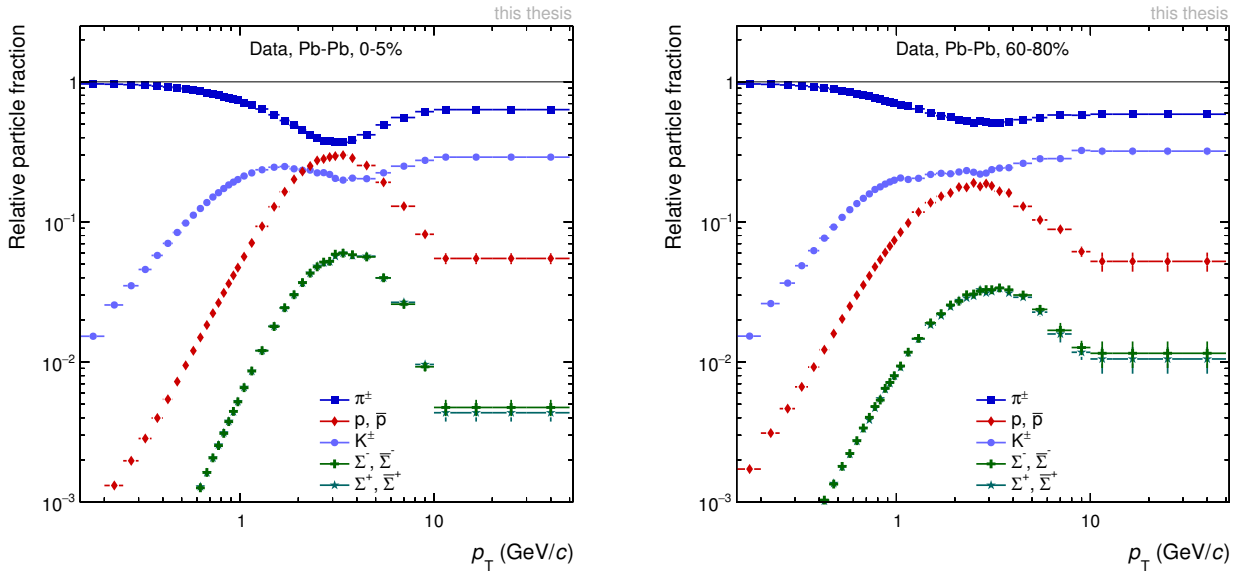 this thesis
Data, Pb-Pb, 0-5%
Relative particle fraction
1
10⁻¹
10⁻²
10⁻³
π±
p, p̅
K±
Σ⁻, Σ̅⁻
Σ⁺, Σ̅⁺
1
10
p_T (GeV/c)
this thesis
Data, Pb-Pb, 60-80%
Relative particle fraction
1
10⁻¹
10⁻²
10⁻³
π±
p, p̅
K±
Σ⁻, Σ̅⁻
Σ⁺, Σ̅⁺
1
10
p_T (GeV/c)